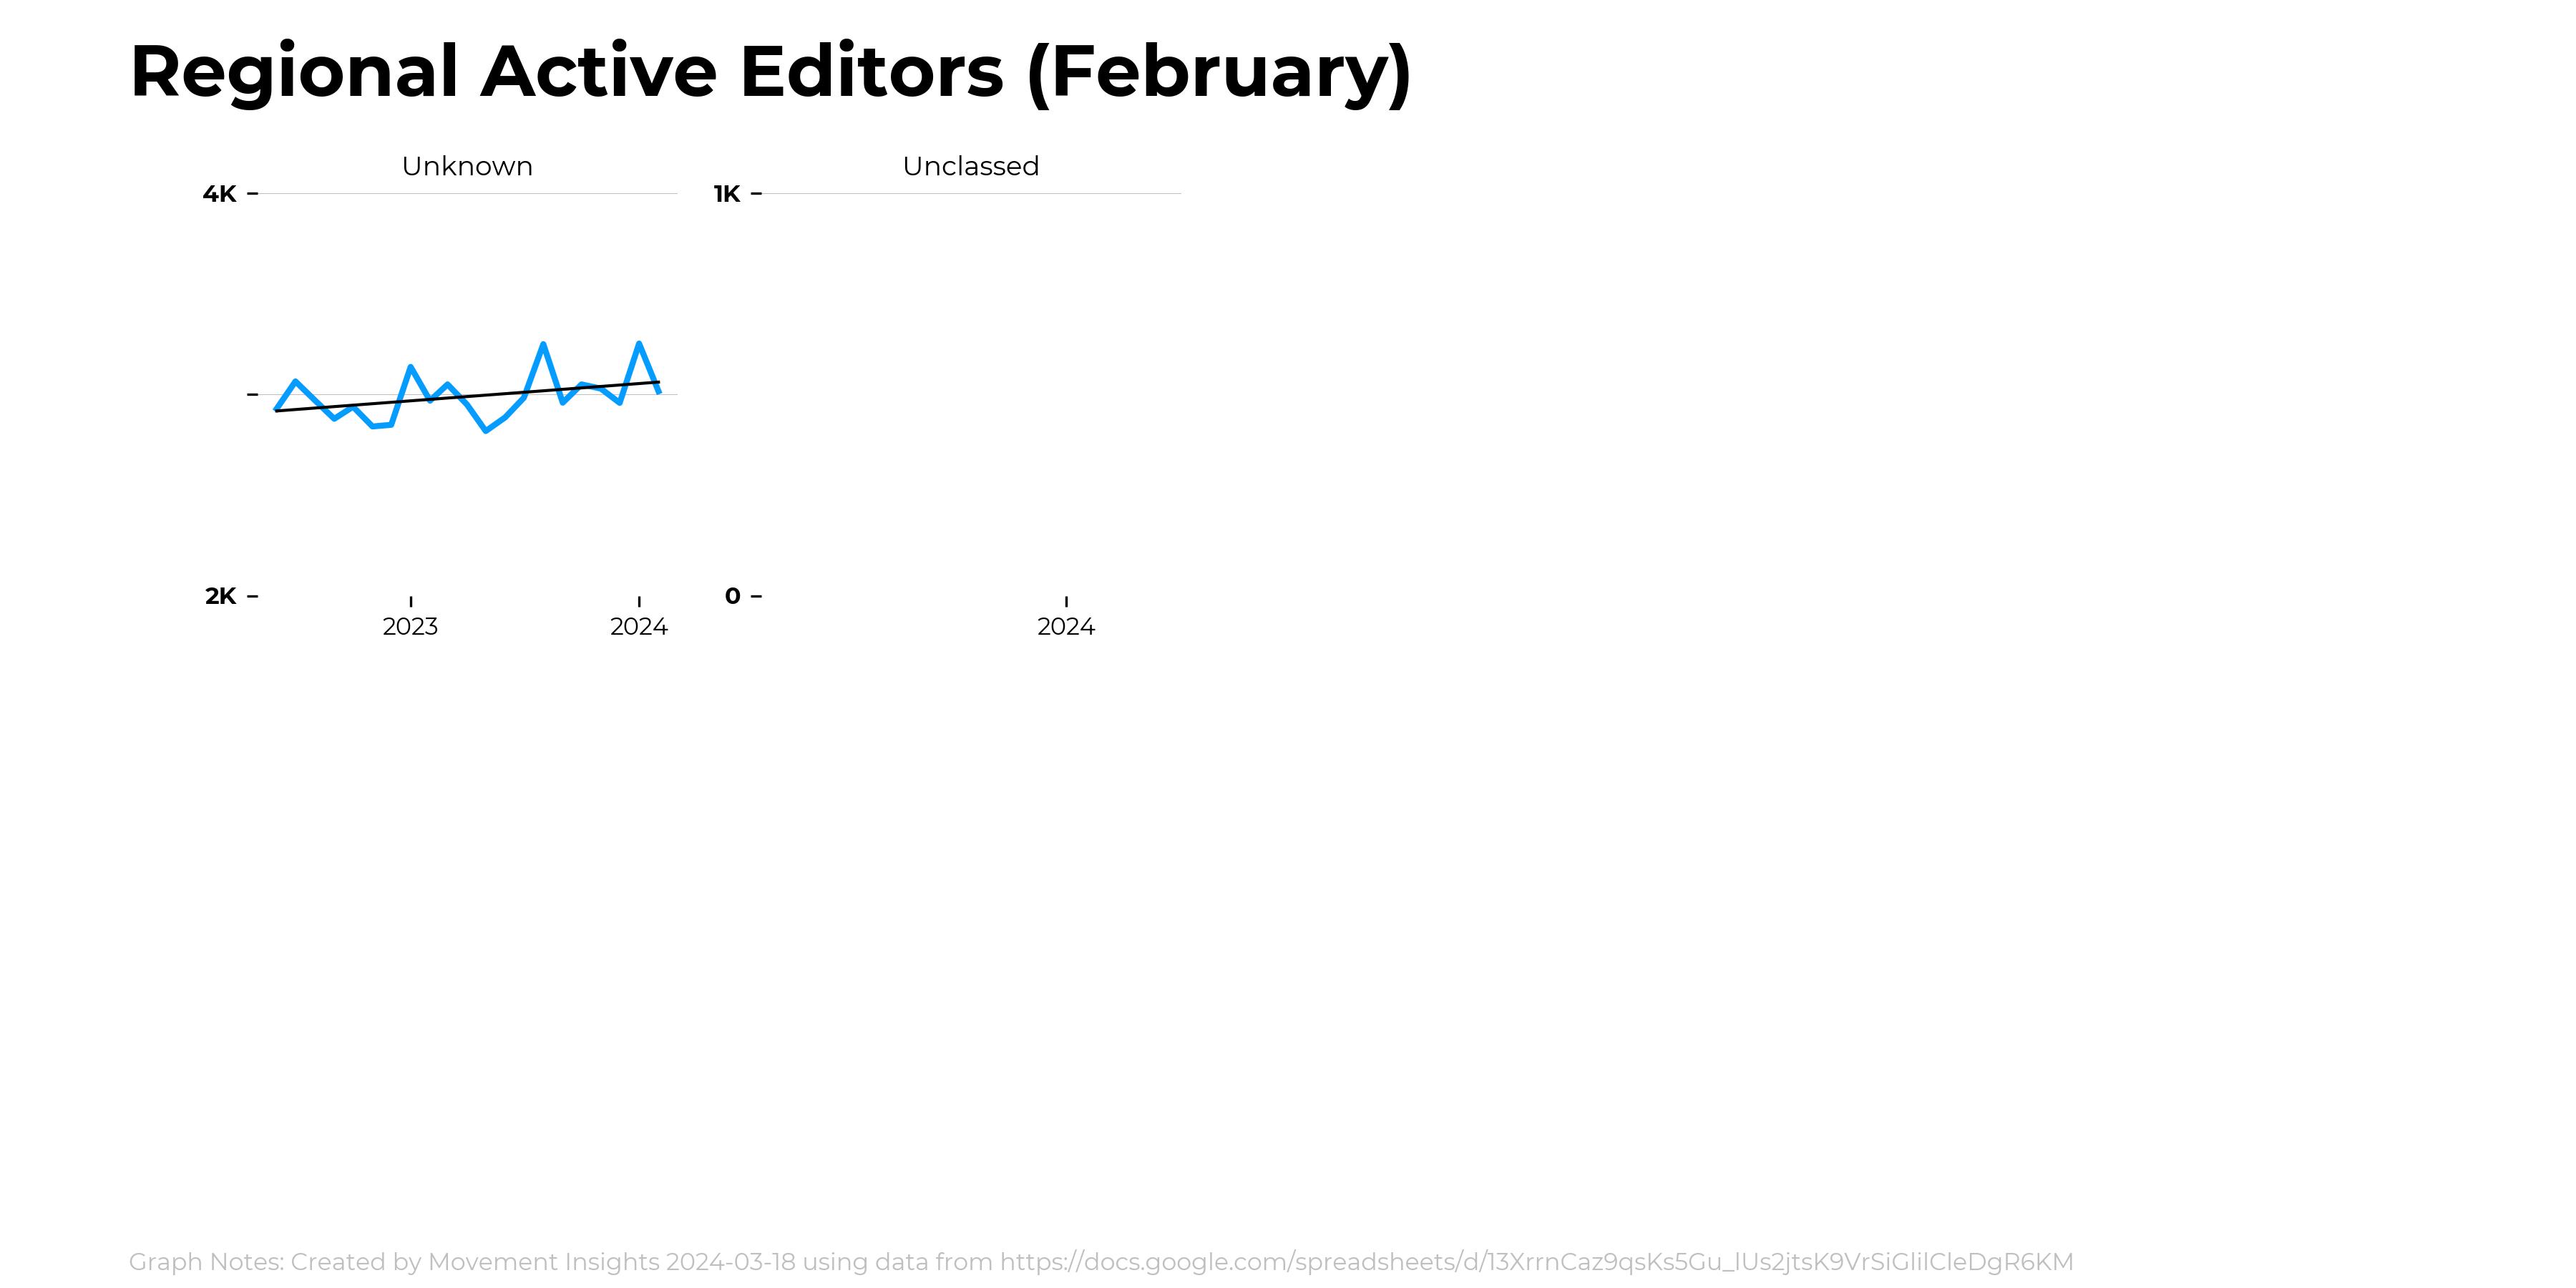 Regional Active Editors (February)
Unknown
Unclassed
4K
2K
2023
2024
1K
0
2024
Graph Notes: Created by Movement Insights 2024-03-18 using data from https://docs.google.com/spreadsheets/d/13XrrnCaz9qsKs5Gu_lUs2jtsK9VrSiGlilCleDgR6KM